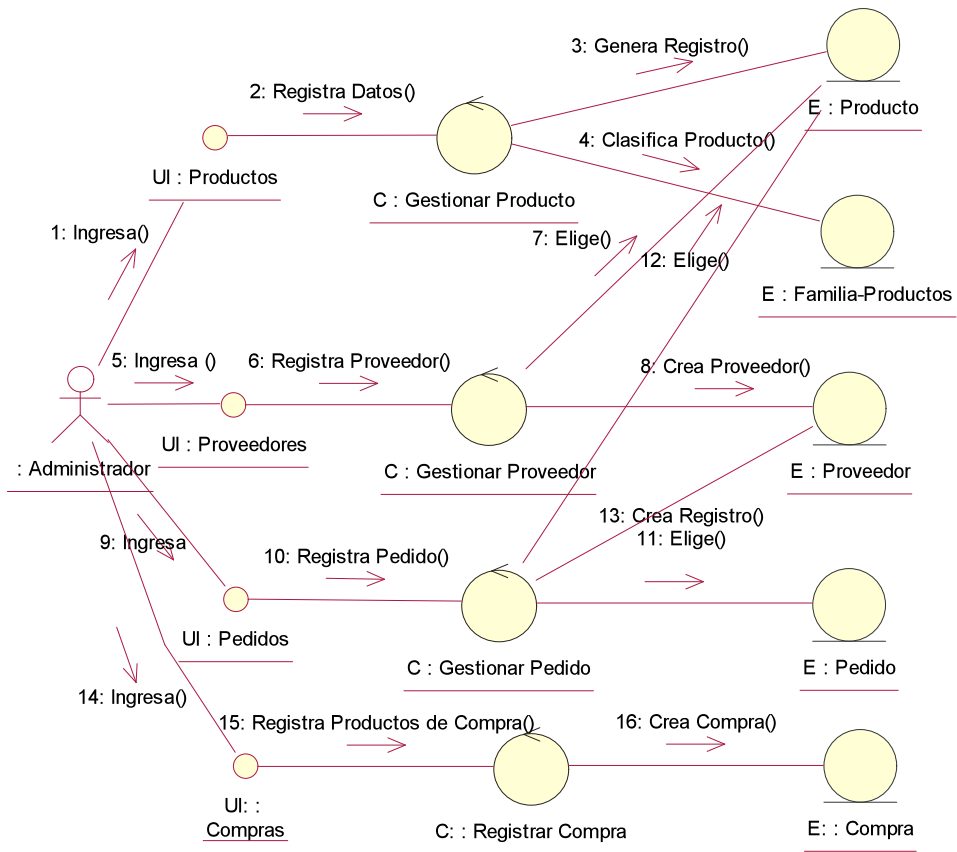 3: Genera Registro()
2: Registra Datos()
E : Producto
4: Clasifica Producto()
UI : Productos
C : Gestionar Producto
1: Ingresa()
7: Elige()
12: Elige()
E : Familia-Productos
5: Ingresa ()
6: Registra Proveedor()
8: Crea Proveedor()
UI : Proveedores
: Administrador
C : Gestionar Proveedor
E : Proveedor
13: Crea Registro()
11: Elige()
9: Ingresa
10: Registra Pedido()
UI : Pedidos
C : Gestionar Pedido
E : Pedido
14: Ingresa()
15: Registra Productos de Compra()
16: Crea Compra()
UI: :
Compras
C: : Registrar Compra
E: : Compra